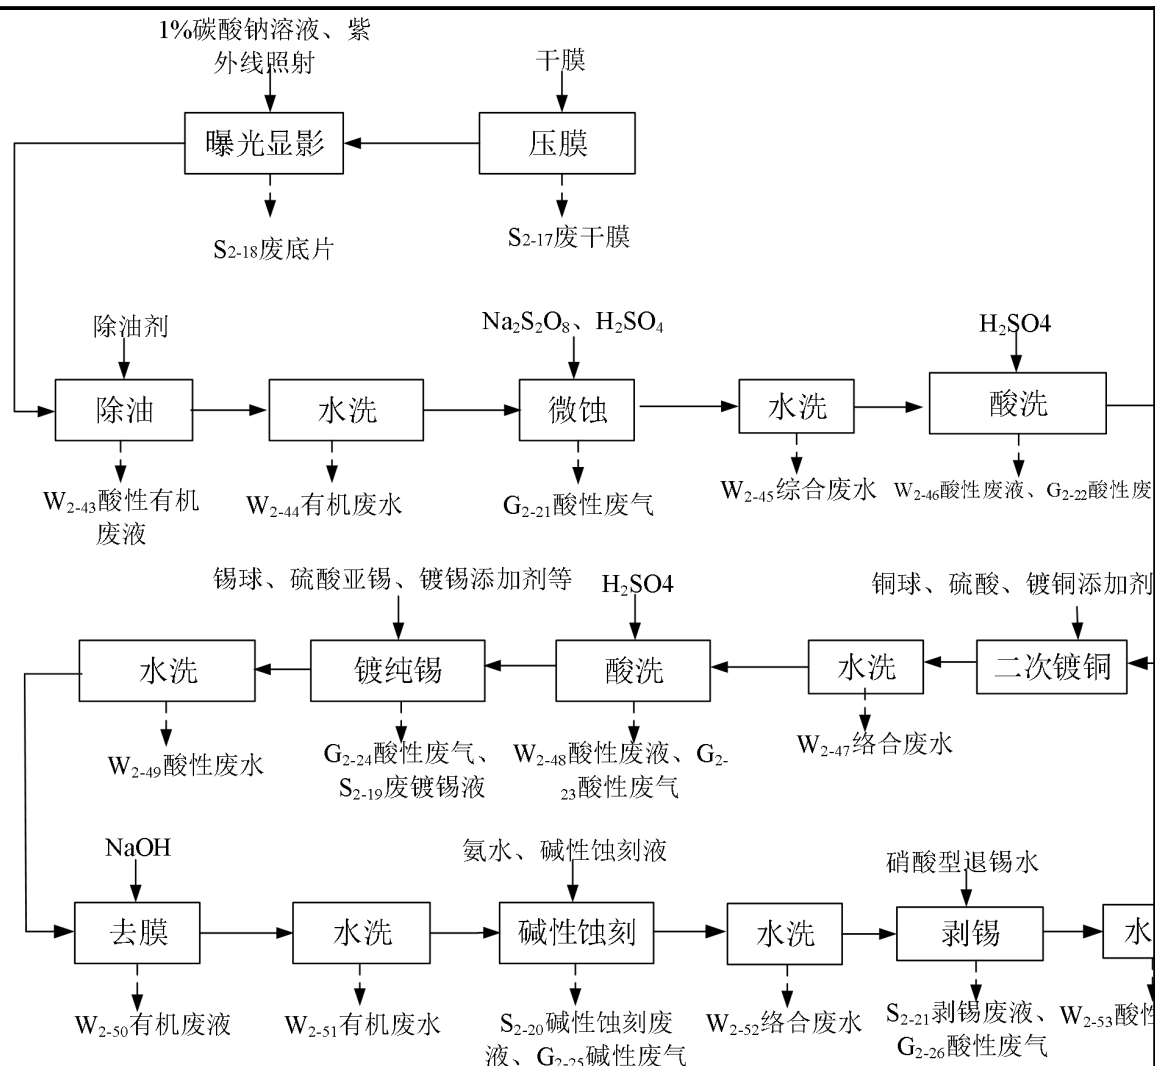 1%碳酸钠溶液、紫
外线照射
干膜
曝光显影
压膜
S2-18废底片
S2-17废干膜
除油剂
Na2S2O8、H2SO4
H2SO4
除油
水洗
微蚀
水洗
酸洗
W2-43酸性有机
废液
W2-44有机废水
G2-21酸性废气
W2-45综合废水
W2-46酸性废液、G2-22酸性废
锡球、硫酸亚锡、镀锡添加剂等
H2SO4
铜球、硫酸、镀铜添加剂
水洗
镀纯锡
酸洗
水洗
二次镀铜
W2-49酸性废水
G2-24酸性废气、
S2-19废镀锡液
W2-48酸性废液、G2-
23酸性废气
W2-47络合废水
NaOH
氨水、碱性蚀刻液
硝酸型退锡水
去膜
水洗
碱性蚀刻
水洗
剥锡
水
W2-50有机废液
W2-51有机废水
S2-20碱性蚀刻废
液、G2-25碱性废气
W2-52络合废水
S2-21剥锡废液、
G2-26酸性废气
W2-53酸性